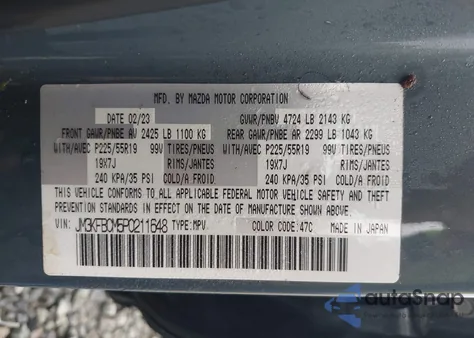 MFD. BY MAZDA MOTOR CORPORATION
DATE 02/23 GVWR/PNBV 4724 LB 2143 KG
FRONT GAWR/PNBE AV 2425 LB 1100 KG REAR GAWR/PNBE AR 2299 LB 1043 KG
WITH/AVEC P225/55R19 99V TIRES/PNEUS WITH/AVEC P225/55R19 99V TIRES/PNEUS
19X7J RIMS/JANTES 19X7J RIMS/JANTES
240 KPA/35 PSI COLD/A FROID 240 KPA/35 PSI COLD/A FROID
THIS VEHICLE CONFORMS TO ALL APPLICABLE FEDERAL MOTOR VEHICLE SAFETY AND THEFT
PREVENTION STANDARDS IN EFFECT ON THE DATE OF MANUFACTURE SHOWN ABOVE.
VIN: JM3KFBCM5P0211648 TYPE:MPV COLOR CODE:47C MADE IN JAPAN
autoSnap